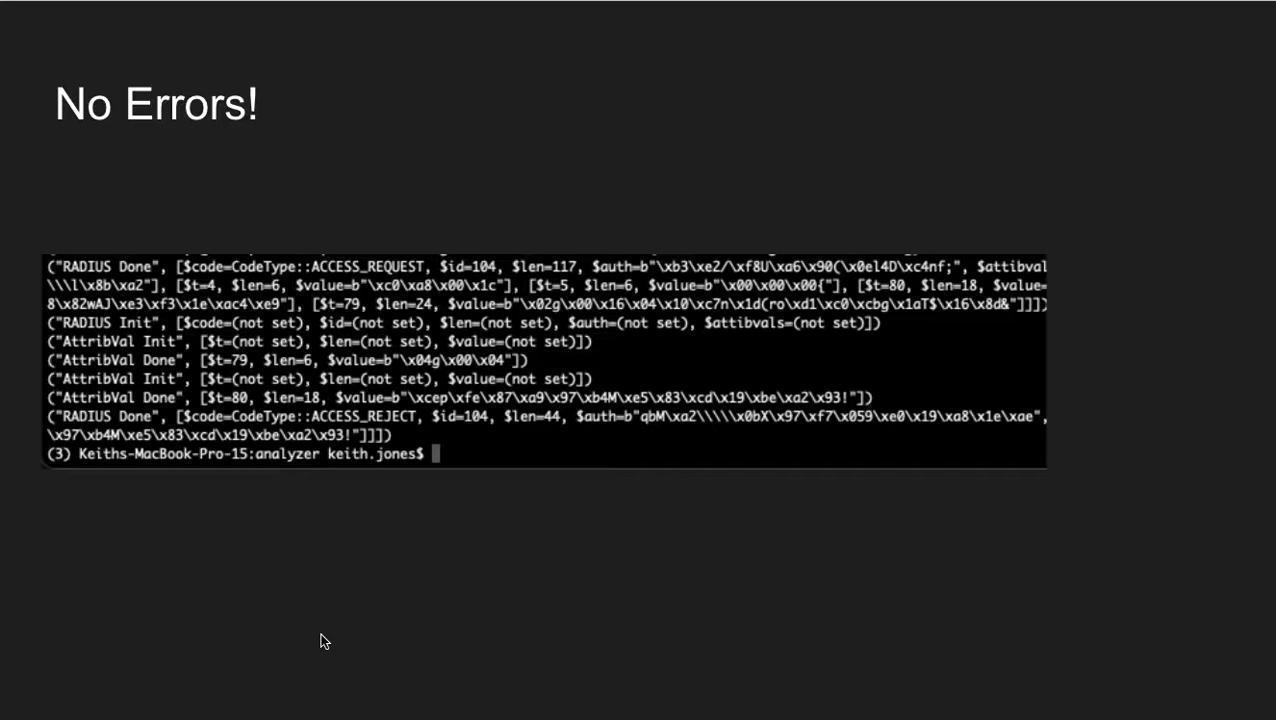 No Errors!
("RADIUS Done", [$code=CodeType::ACCESS_REQUEST, $id=104, $len=117, $auth=b"\xb3\xe2/\xf8U\xa6\x90(\x0el4D\xc4nf;", $attibval
\\\l\x8b\xa2"], [$t=4, $len=6, $value=b"\xc0\xa8\x00\x1c"], [$t=5, $len=6, $value=b"\x00\x00\x00{"], [$t=80, $len=18, $value=
8\x82wAJ\xe3\xf3\x1e\xac4\xe9"], [$t=79, $len=24, $value=b"\x02g\x00\x16\x04\x10\xc7n\x1d(ro\xd1\xc0\xcbg\x1aT$\x16\x8d&"]]])
("RADIUS Init", [$code=(not set), $id=(not set), $len=(not set), $auth=(not set), $attibvals=(not set)])
("AttribVal Init", [$t=(not set), $len=(not set), $value=(not set)])
("AttribVal Done", [$t=79, $len=6, $value=b"\x04g\x00\x04"])
("AttribVal Init", [$t=(not set), $len=(not set), $value=(not set)])
("AttribVal Done", [$t=80, $len=18, $value=b"\xcep\xfe\x87\xa9\x97\xb4M\xe5\x83\xcd\x19\xbe\xa2\x93!"])
("RADIUS Done", [$code=CodeType::ACCESS_REJECT, $id=104, $len=44, $auth=b"qbM\xa2\\\\\x0bX\x97\xf7\x059\xe0\x19\xa8\x1e\xae",
\x97\xb4M\xe5\x83\xcd\x19\xbe\xa2\x93!"]]])
(3) Keiths-MacBook-Pro-15:analyzer keith.jones$